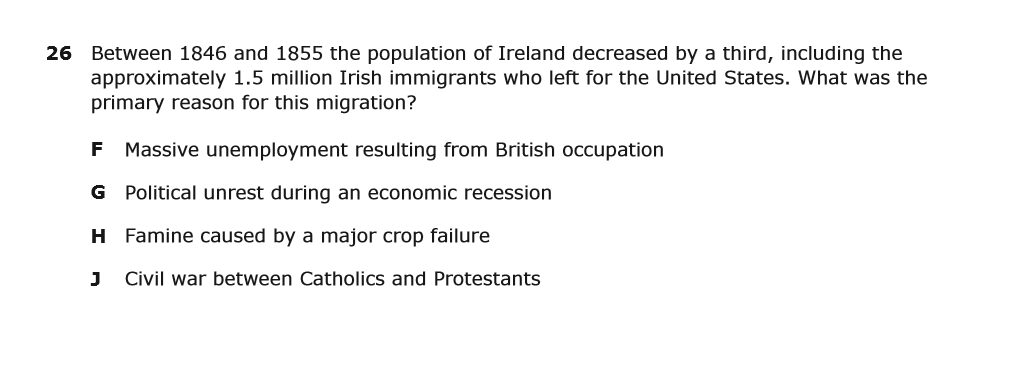 26 Between 1846 and 1855 the population of Ireland decreased by a third, including the
approximately 1.5 million Irish immigrants who left for the United States. What was the
primary reason for this migration?
F Massive unemployment resulting from British occupation
G Political unrest during an economic recession
H Famine caused by a major crop failure
J Civil war between Catholics and Protestants